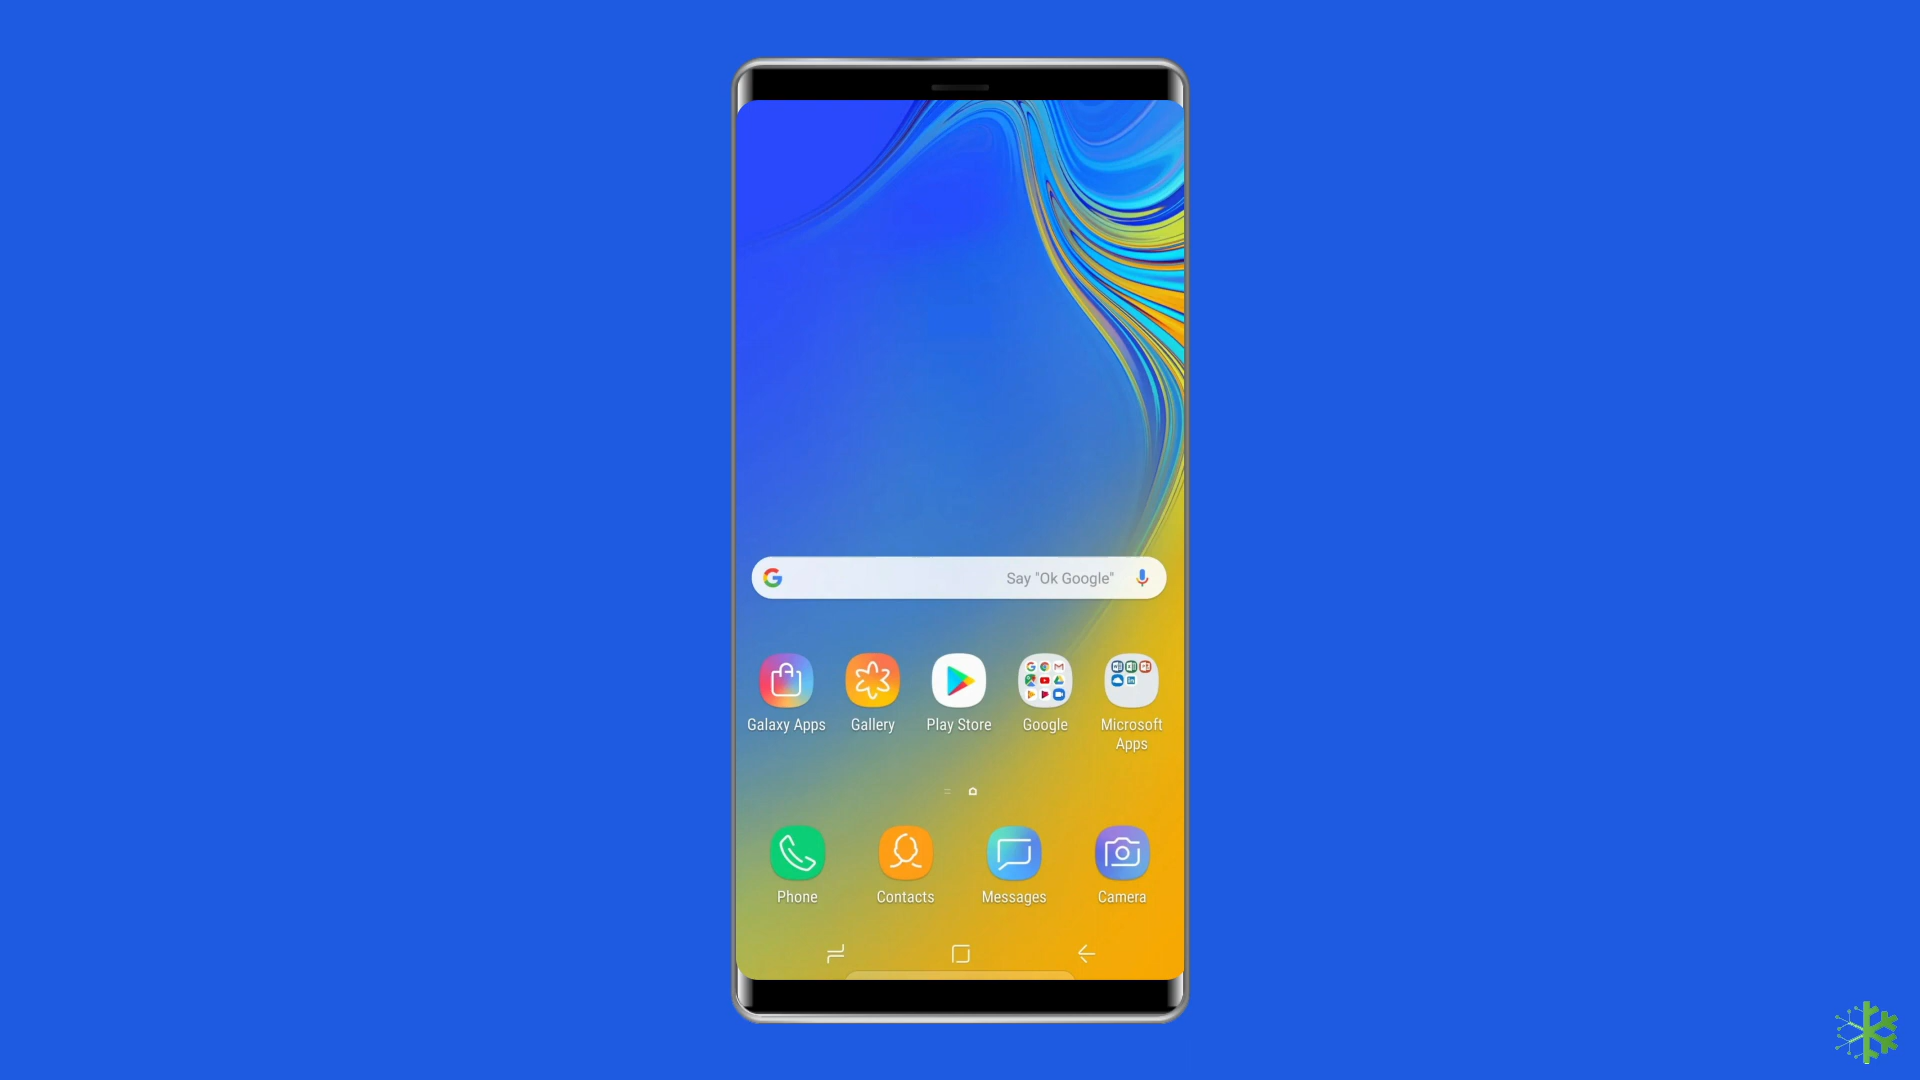 Say "Ok Google"
Galaxy Apps
Gallery
Play Store
Google
Microsoft
Apps
Phone
Contacts
Messages
Camera